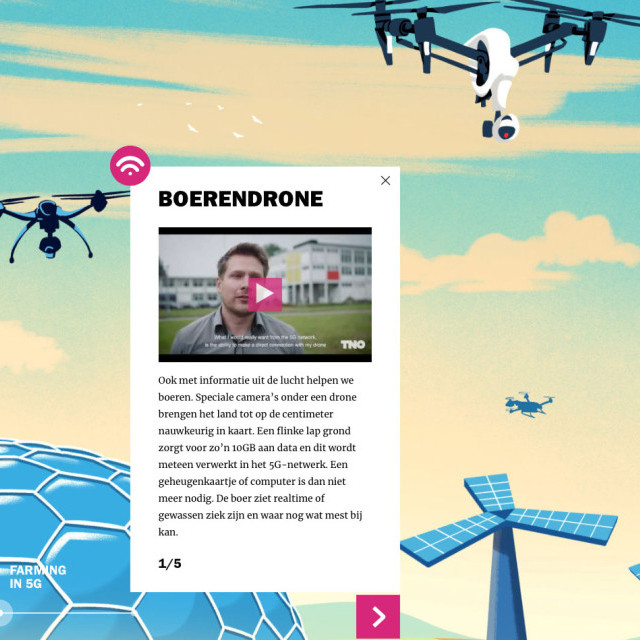 BOERENDRONE
What I would really want from the 5G network,
is the ability to make a direct connection with my drone.
TNO
Ook met informatie uit de lucht helpen we
boeren. Speciale camera's onder een drone
brengen het land tot op de centimeter
nauwkeurig in kaart. Een flinke lap grond
zorgt voor zo'n 10GB aan data en dit wordt
meteen verwerkt in het 5G-netwerk. Een
geheugenkaartje of computer is dan niet
meer nodig. De boer ziet realtime of
gewassen ziek zijn en waar nog wat mest bij
kan.
1/5
FARMING
IN 5G